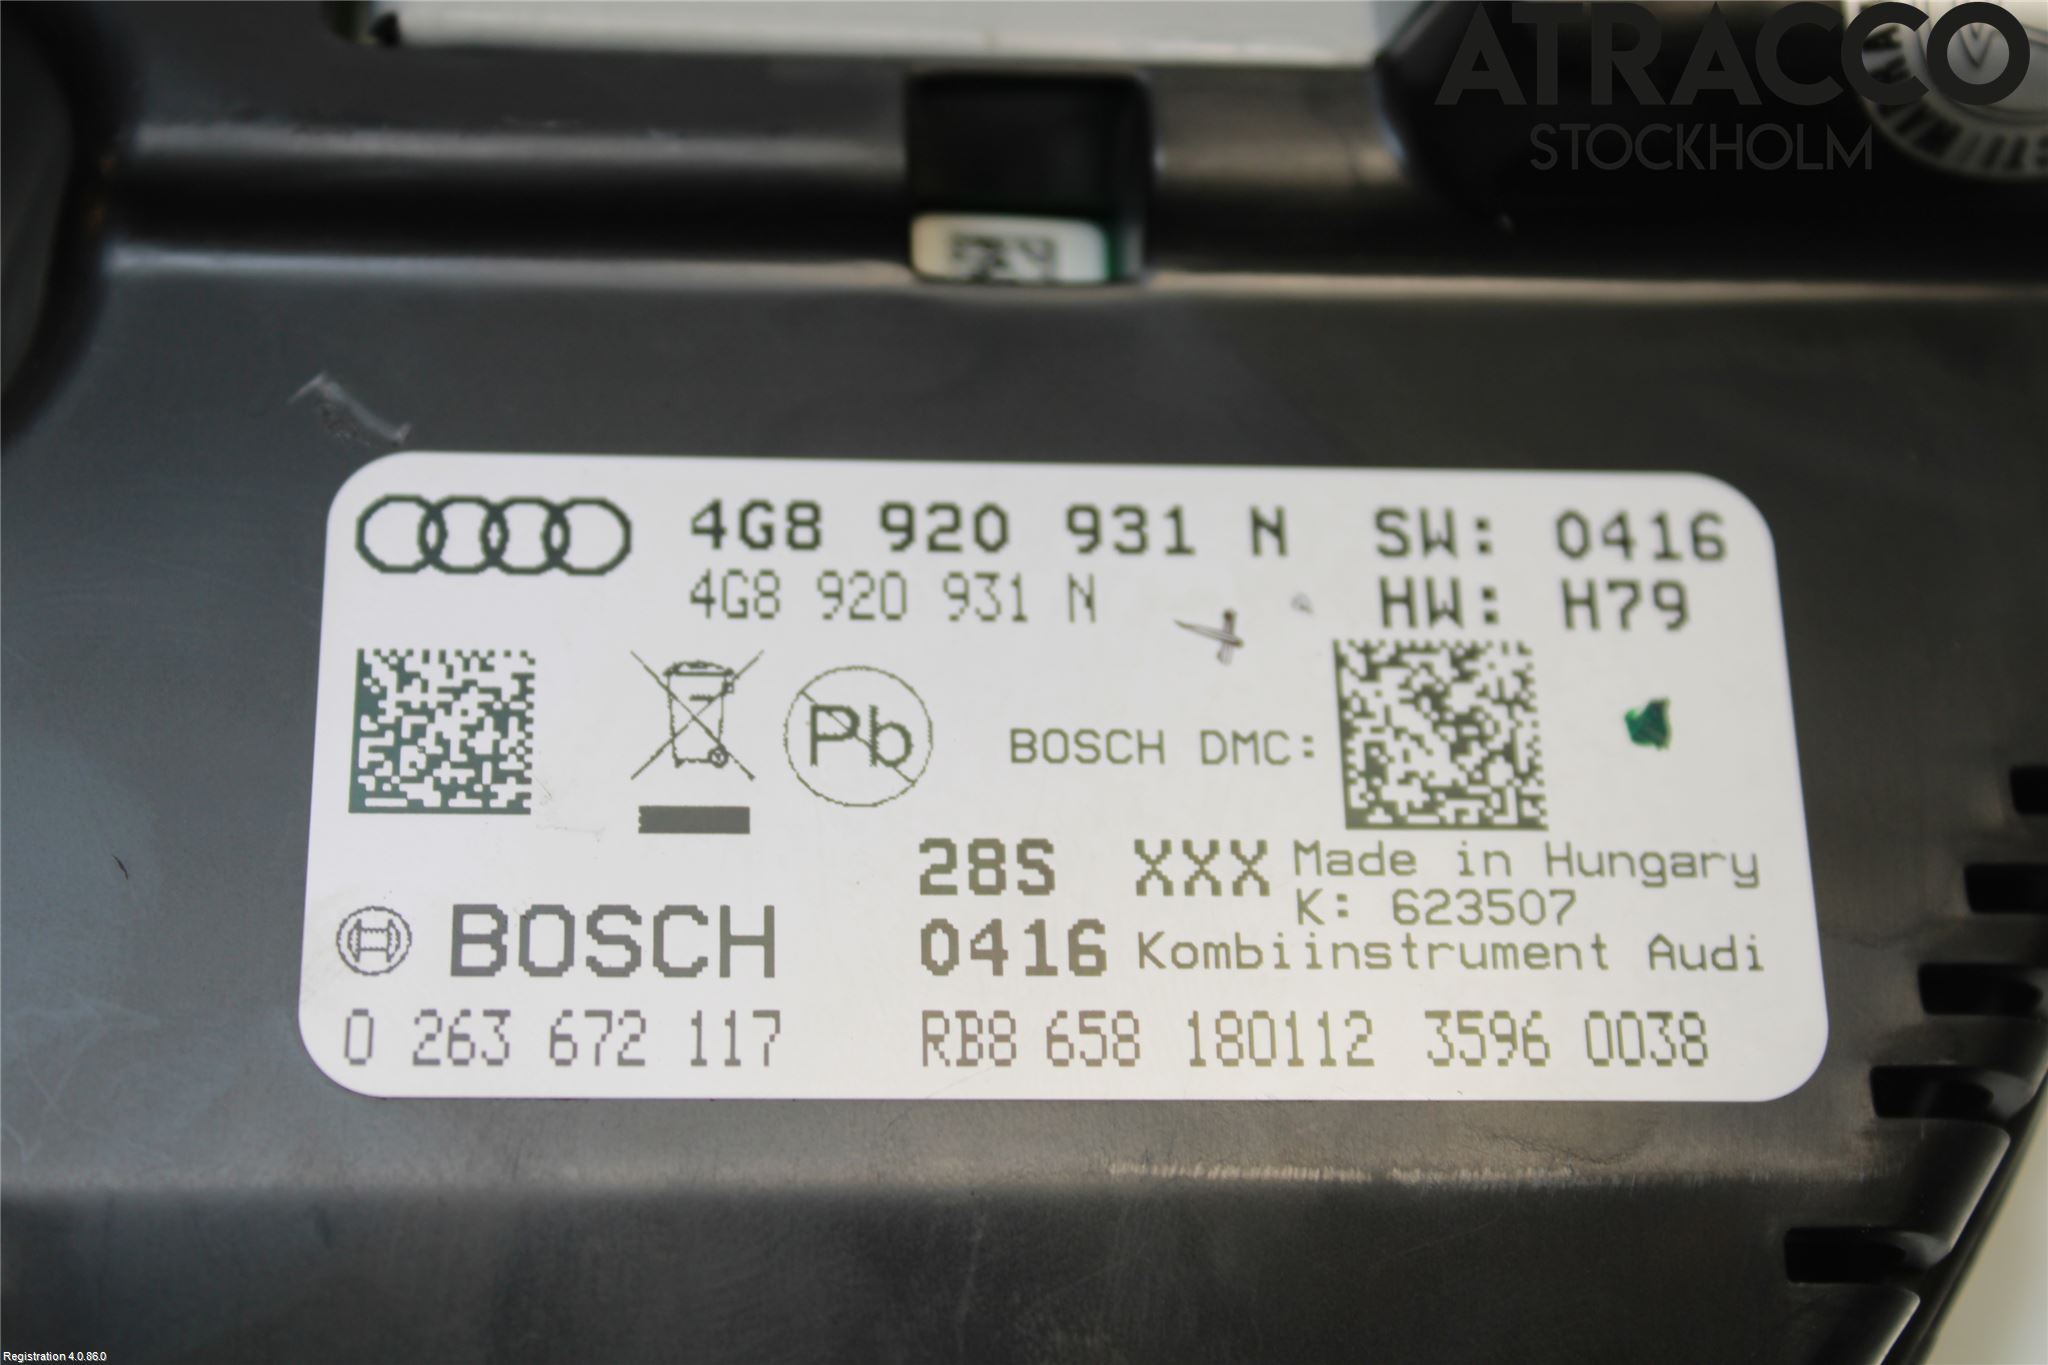 ATRACCO
STOCKHOLM
4G8 920 931 N SW: 0416
4G8 920 931 N HW: H79
Pb
BOSCH DMC:
28S XXX Made in Hungary
K: 623507
BOSCH 0416 Kombiinstrument Audi
0 263 672 117 RB8 658 180112 3596 0038
Registration 4.0.86.0